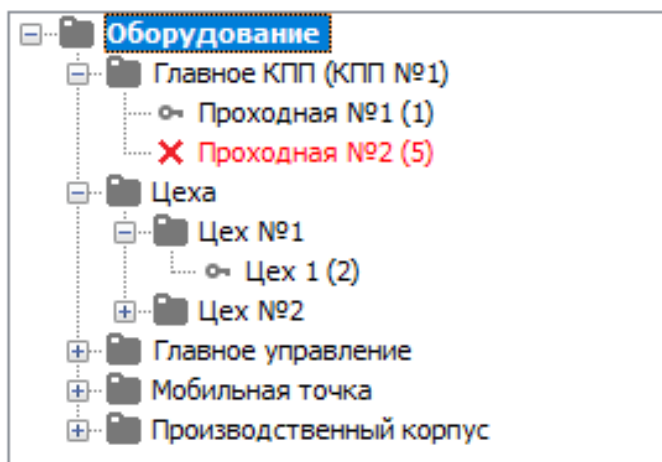 Оборудование
Главное КПП (КПП №1)
Проходная №1 (1)
Проходная №2 (5)
Цеха
Цех №1
Цех 1 (2)
Цех №2
Главное управление
Мобильная точка
Производственный корпус